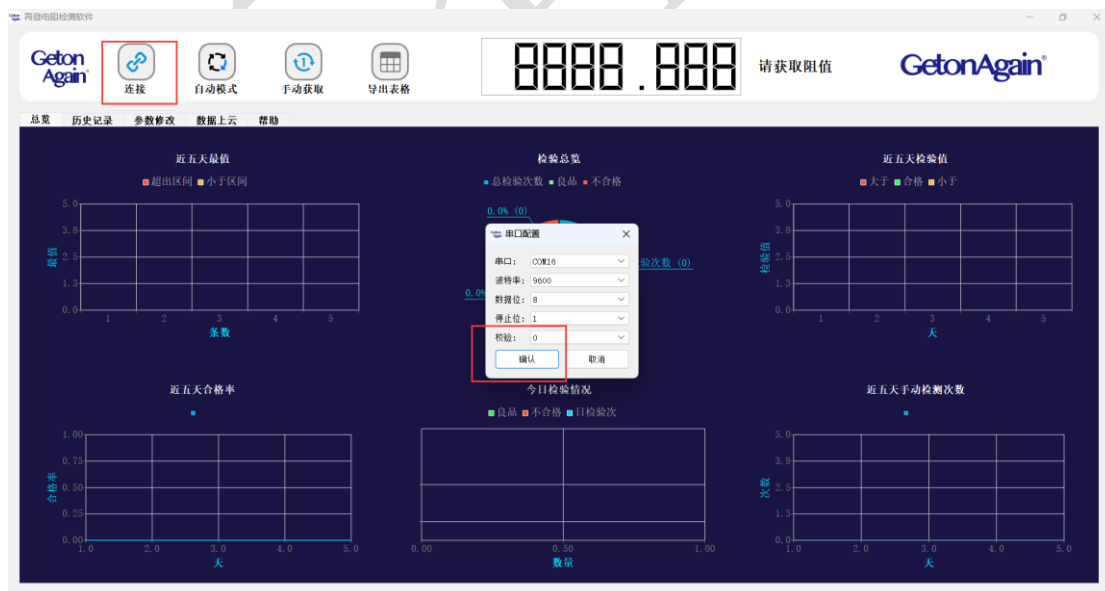 再登电阻检测软件
Geton
Again
连接
自动模式
手动获取
导出表格
8888.888
请获取阻值
GetonAgain®
总览 历史记录 参数修改 数据上云 帮助
近五天最值
超出区间 小于区间
5.0
3.8
2.5
1.3
0.0
最值
1 2 3 4 5
条数
检验总览
总检验次数 良品 不合格
0.0% (0)
验次数 (0)
0.0%
近五天检验值
大于 合格 小于
5.0
3.8
2.5
1.3
0.0
检验值
1 2 3 4 5
天
串口配置
串口: COM16
波特率: 9600
数据位: 8
停止位: 1
校验: 0
确认 取消
近五天合格率
1.00
0.75
0.50
0.25
0.00
合格率
1.0 2.0 3.0 4.0 5.0
天
今日检验情况
良品 不合格 日检验次
0.00 0.50 1.00
数量
近五天手动检测次数
5.0
3.8
2.5
1.3
0.0
次数
1.0 2.0 3.0 4.0 5.0
天